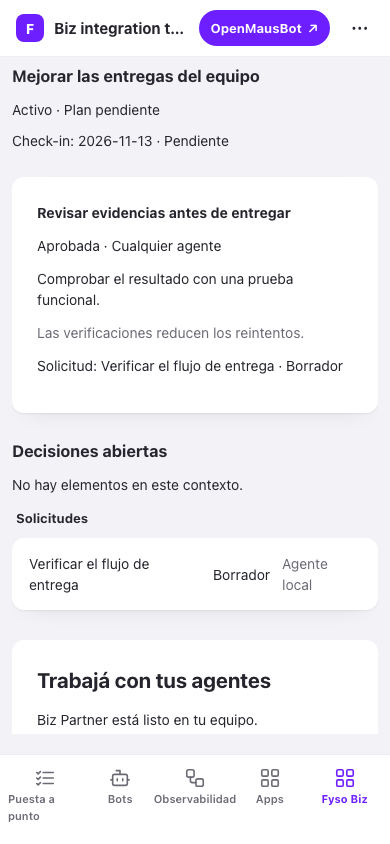 F
Biz integration t...
OpenMausBot ↗
Mejorar las entregas del equipo
Activo · Plan pendiente
Check-in: 2026-11-13 · Pendiente
Revisar evidencias antes de entregar
Aprobada · Cualquier agente
Comprobar el resultado con una prueba
funcional.
Las verificaciones reducen los reintentos.
Solicitud: Verificar el flujo de entrega · Borrador
Decisiones abiertas
No hay elementos en este contexto.
Solicitudes
Verificar el flujo de
entrega
Borrador
Agente
local
Trabajá con tus agentes
Biz Partner está listo en tu equipo.
Puesta a
punto
Bots
Observabilidad
Apps
Fyso Biz